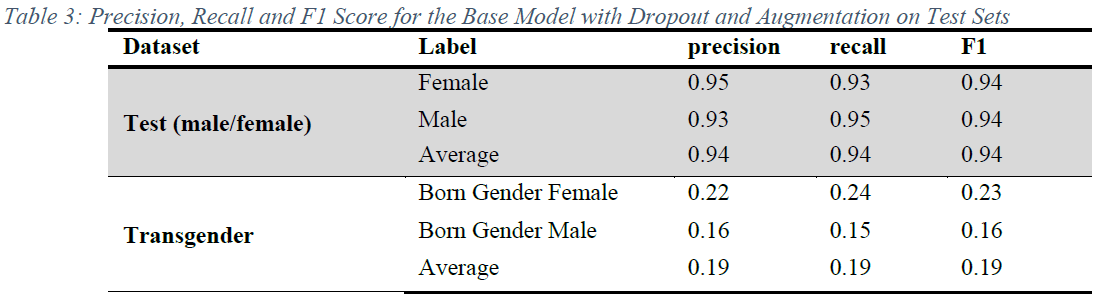 Table 3: Precision, Recall and F1 Score for the Base Model with Dropout and Augmentation on Test Sets
Dataset Label precision recall F1
Female 0.95 0.93 0.94
Test (male/female) Male 0.93 0.95 0.94
Average 0.94 0.94 0.94
Born Gender Female 0.22 0.24 0.23
Transgender Born Gender Male 0.16 0.15 0.16
Average 0.19 0.19 0.19